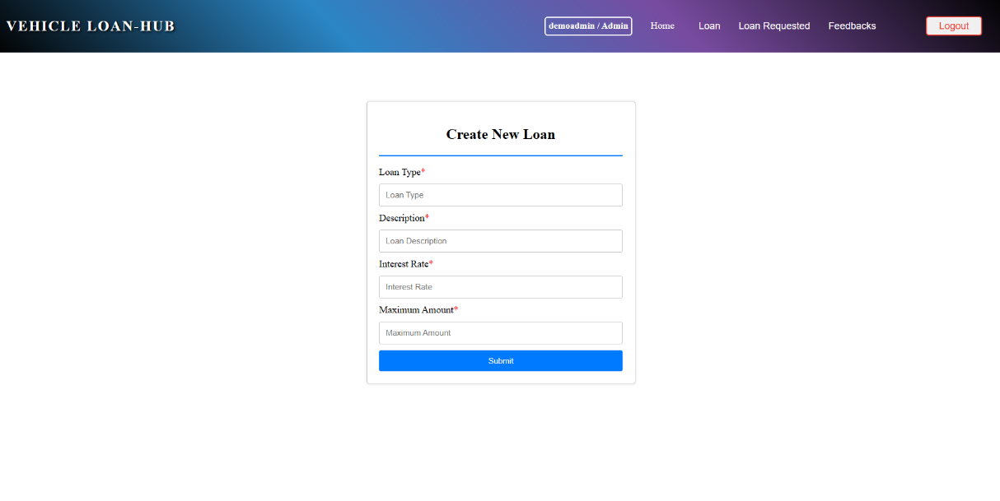 VEHICLE LOAN-HUB
demoadmin / Admin Home Loan Loan Requested Feedbacks Logout
Create New Loan
Loan Type*
Loan Type
Description*
Loan Description
Interest Rate*
Interest Rate
Maximum Amount*
Maximum Amount
Submit